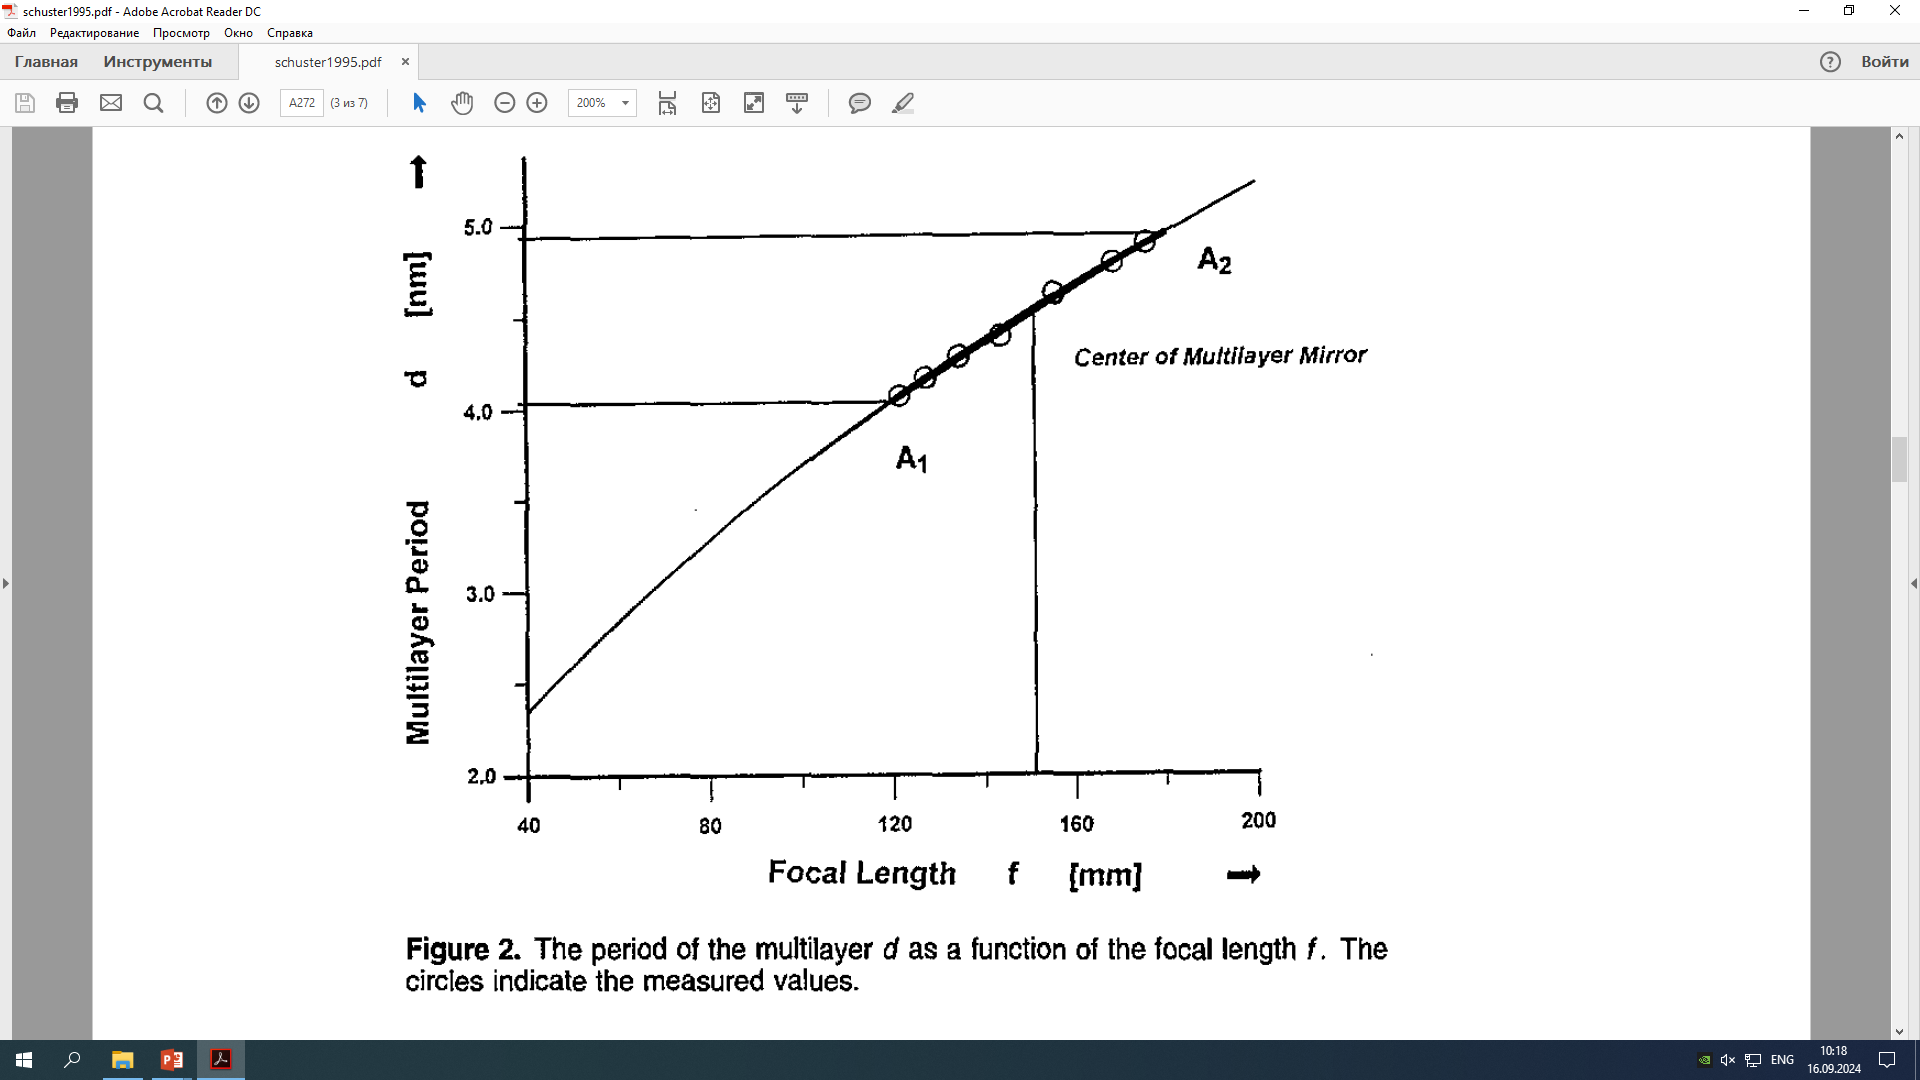 schuster1995.pdf - Adobe Acrobat Reader DC
Файл Редактирование Просмотр Окно Справка
Главная Инструменты schuster1995.pdf × Войти
A272 (3 из 7) 200%
5.0
4.0
3.0
2.0
Multilayer Period d [nm]
A2
Center of Multilayer Mirror
A1
40 80 120 160 200
Focal Length f [mm]
Figure 2. The period of the multilayer d as a function of the focal length f. The
circles indicate the measured values.
ENG
10:18
16.09.2024